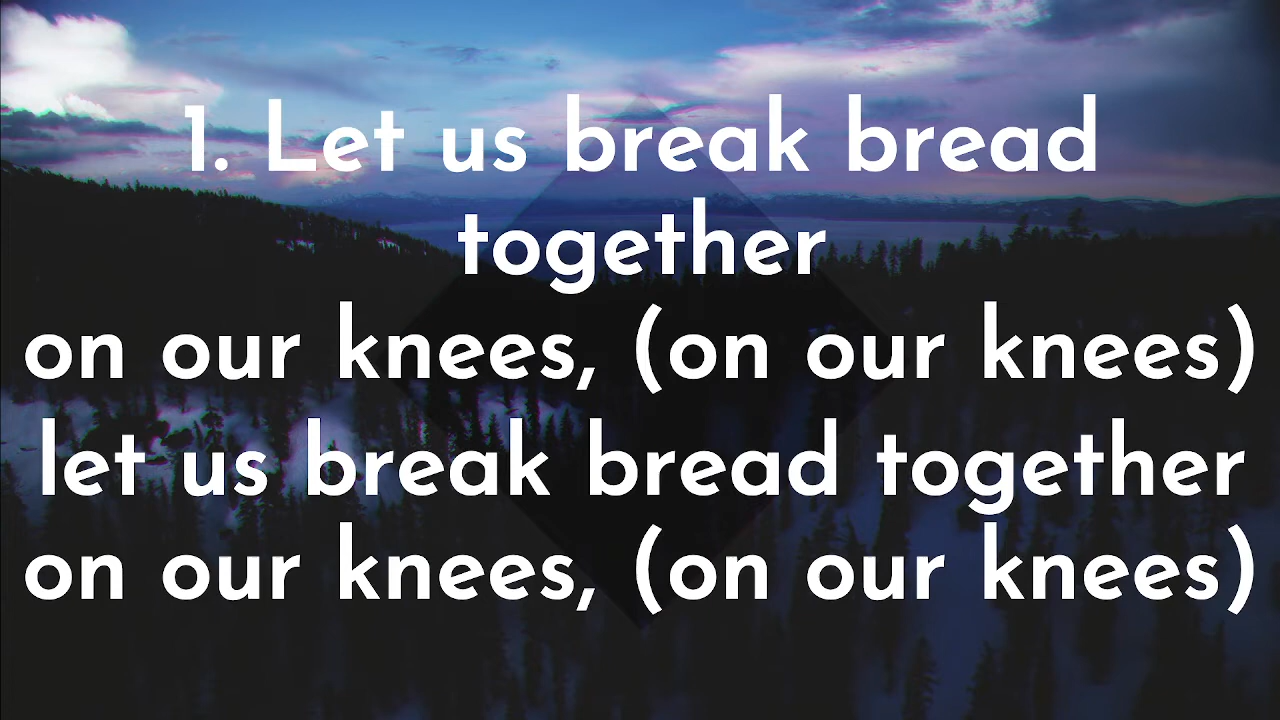 1. Let us break bread
together
on our knees, (on our knees)
let us break bread together
on our knees, (on our knees)